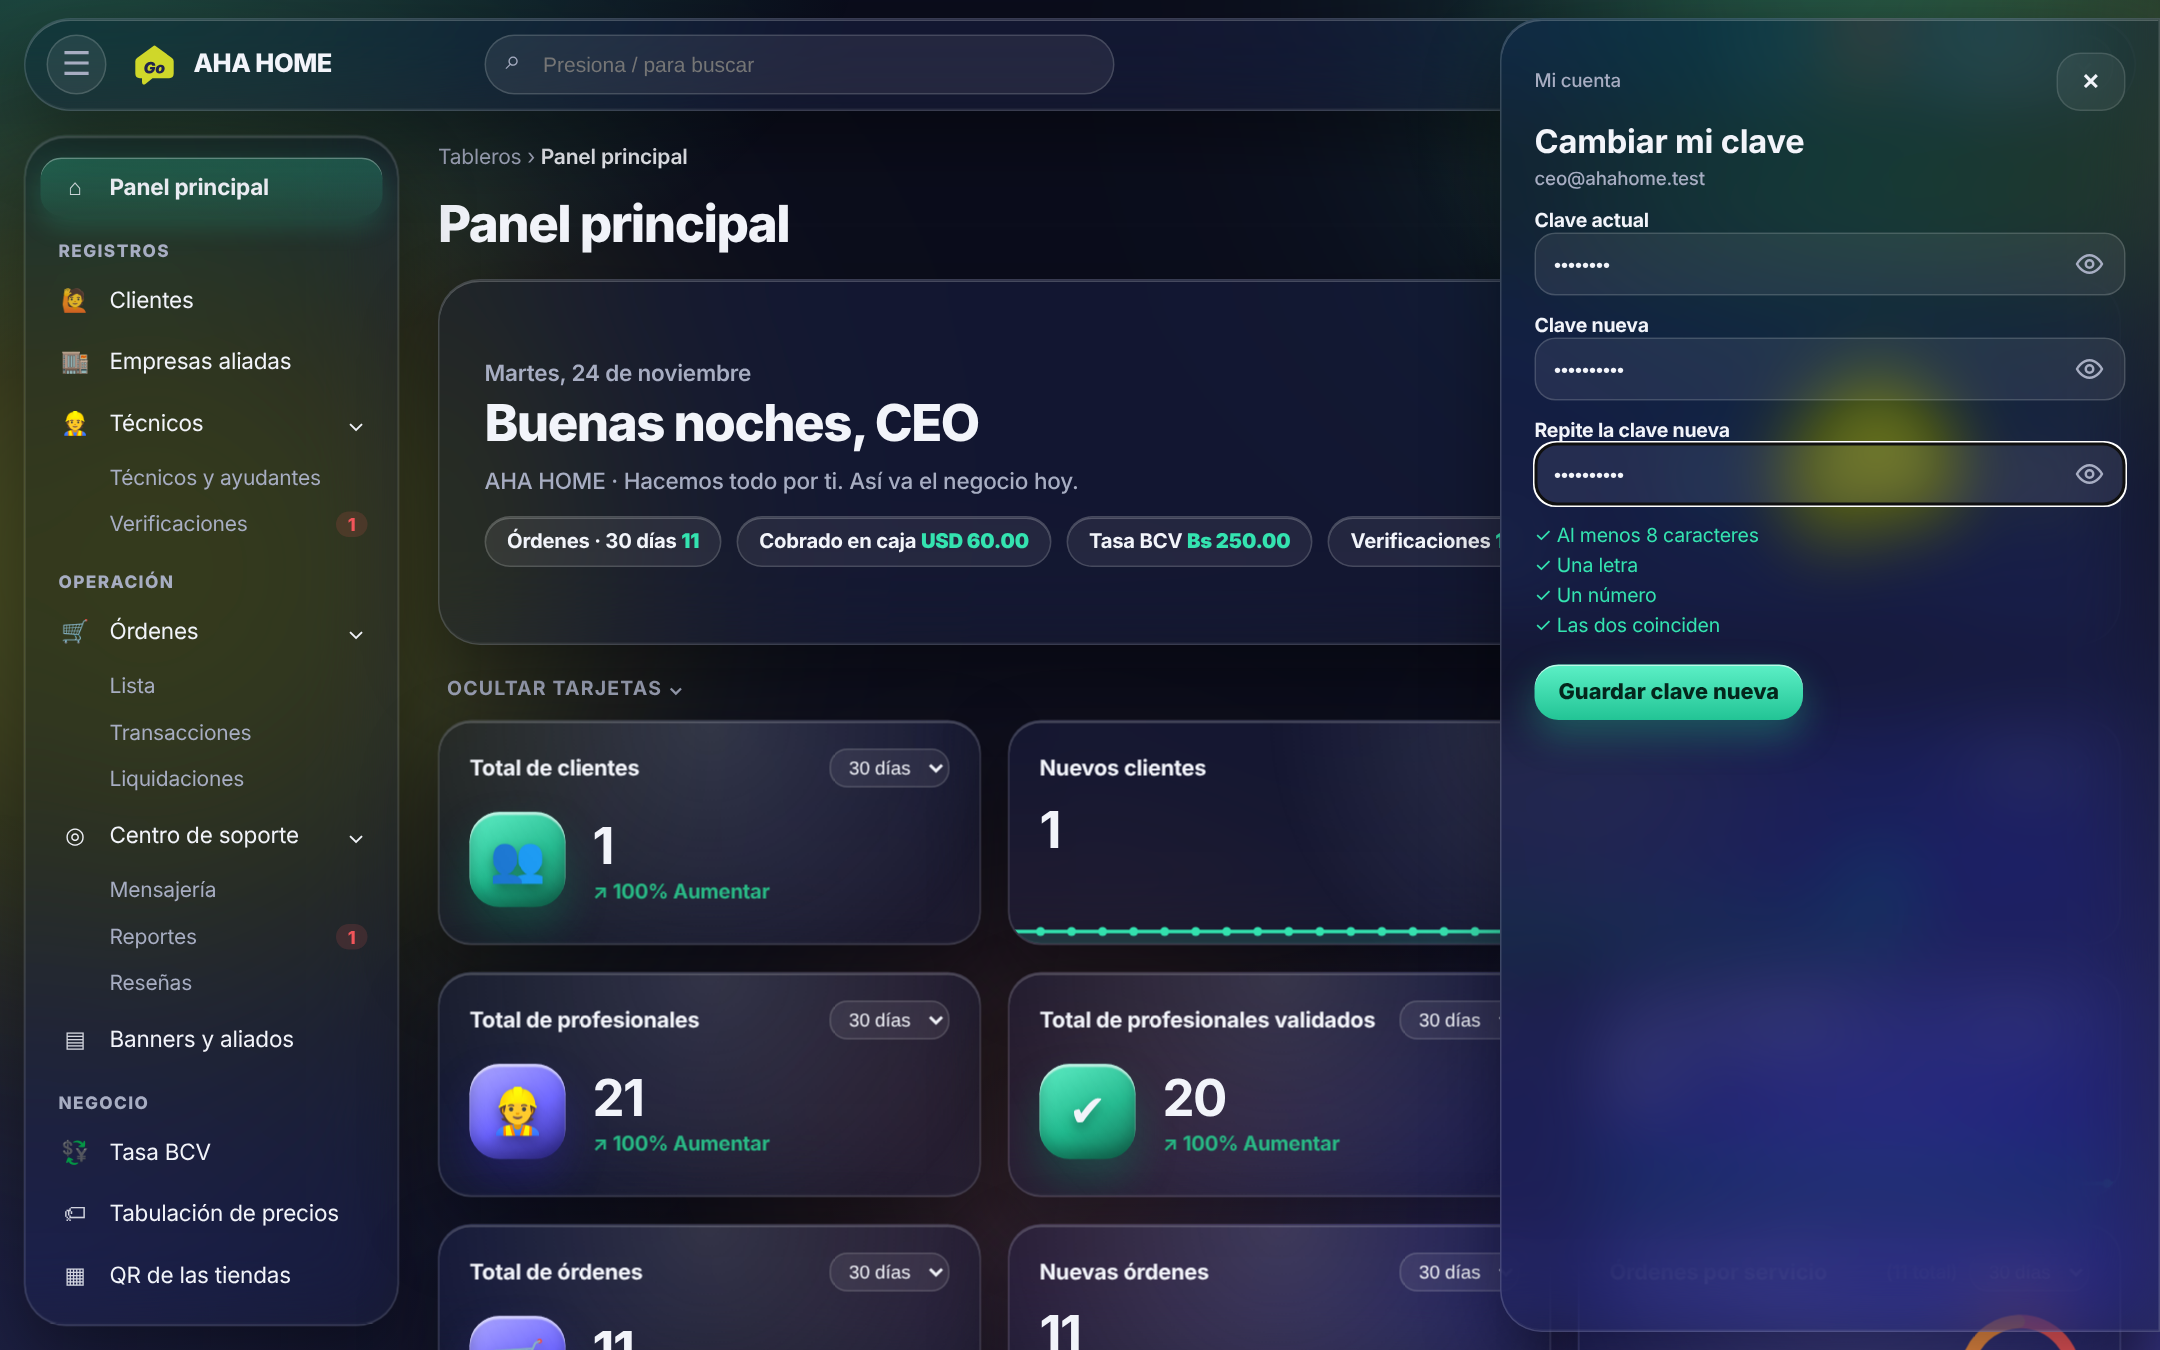 Go
AHA HOME
Presiona / para buscar
Panel principal
REGISTROS
Clientes
Empresas aliadas
Técnicos
Técnicos y ayudantes
Verificaciones 1
OPERACIÓN
Órdenes
Lista
Transacciones
Liquidaciones
Centro de soporte
Mensajería
Reportes 1
Reseñas
Banners y aliados
NEGOCIO
Tasa BCV
Tabulación de precios
QR de las tiendas
Tableros › Panel principal
Panel principal
Martes, 24 de noviembre
Buenas noches, CEO
AHA HOME · Hacemos todo por ti. Así va el negocio hoy.
Órdenes · 30 días 11
Cobrado en caja USD 60.00
Tasa BCV Bs 250.00
Verificaciones
OCULTAR TARJETAS
Total de clientes 30 días
1
↗ 100% Aumentar
Nuevos clientes
1
Total de profesionales 30 días
21
↗ 100% Aumentar
Total de profesionales validados 30 días
20
↗ 100% Aumentar
Total de órdenes 30 días
11
Nuevas órdenes 30 días
11
Órdenes por servicio
30 días
Mi cuenta
Cambiar mi clave
ceo@ahahome.test
Clave actual
••••••••
Clave nueva
••••••••••
Repite la clave nueva
••••••••••
✓ Al menos 8 caracteres
✓ Una letra
✓ Un número
✓ Las dos coinciden
Guardar clave nueva